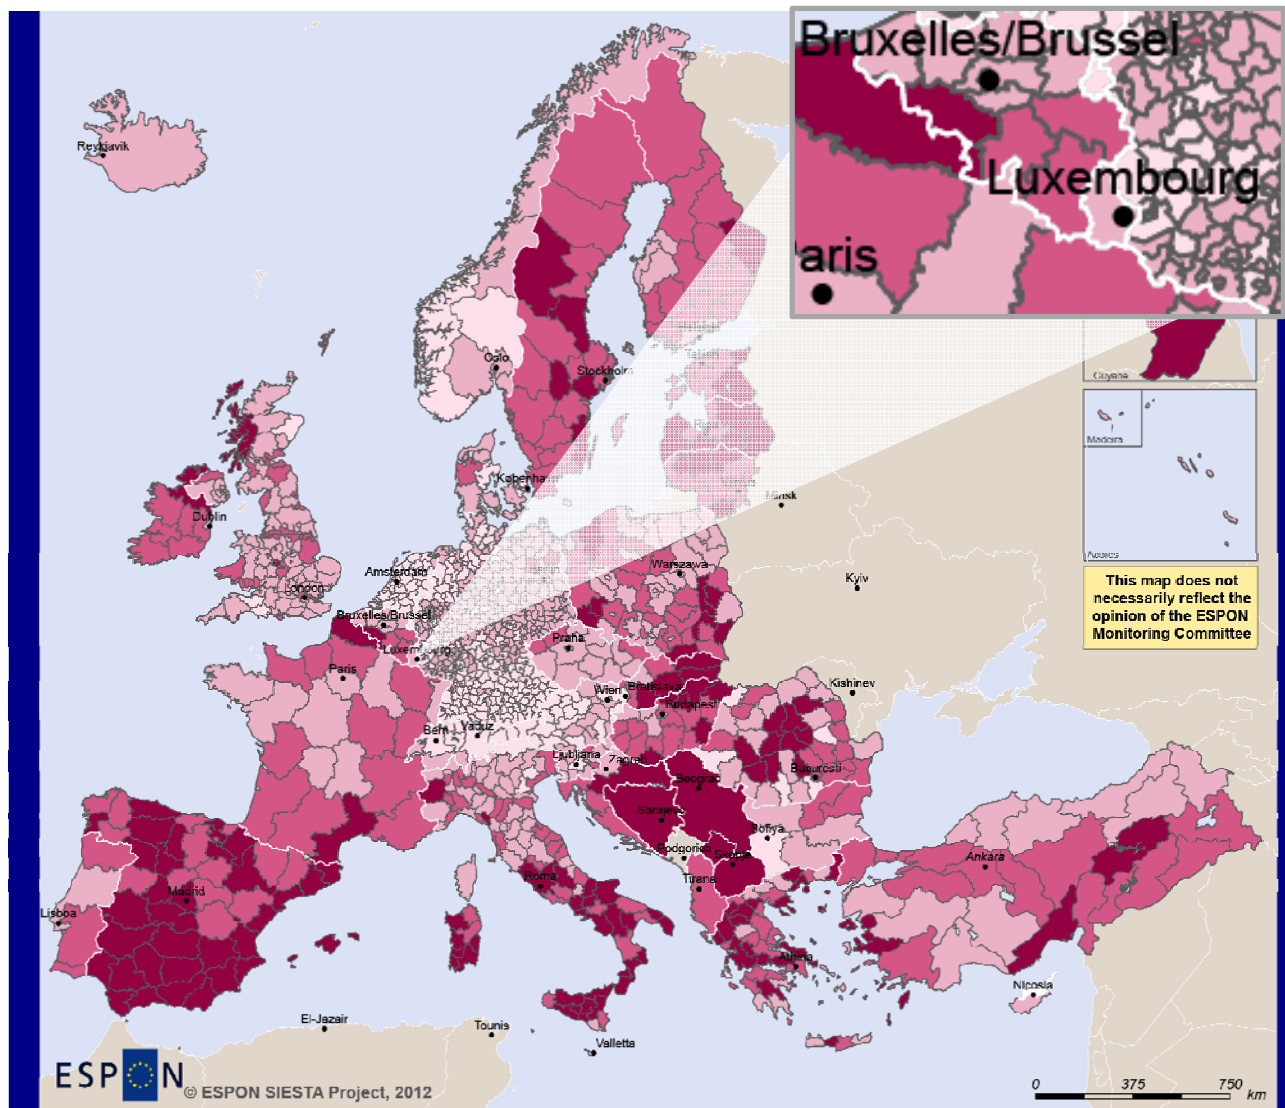 Bruxelles/Brussel
Luxembourg
aris
Reykjavik
Oslo
Stockholm
København
Dublin
London
Amsterdam
Bruxelles/Brussel
Luxembourg
Paris
Warszawa
Minsk
Kyiv
Praha
Kishinev
Wien
Bratislava
Budapest
Bern
Vaduz
Ljubljana
Zagreb
Beograd
Bucuresti
Sarajevo
Sofiya
Podgorica
Skopje
Tirana
Roma
Ankara
Madrid
Lisboa
Athina
Nicosia
El-Jazair
Tounis
Valletta
Guyane
Madeira
Acores
This map does not
necessarily reflect the
opinion of the ESPON
Monitoring Committee
ESPON
© ESPON SIESTA Project, 2012
0 375 750
km